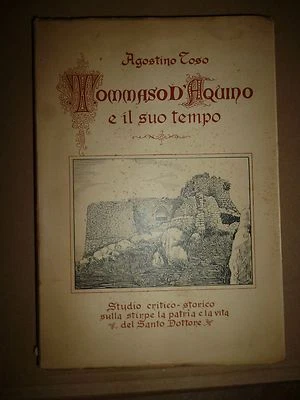 Agostino Toso
Tommaso D'Aquino
e il suo tempo
Studio critico-storico
sulla stirpe la patria e la vita
del Santo Dottore